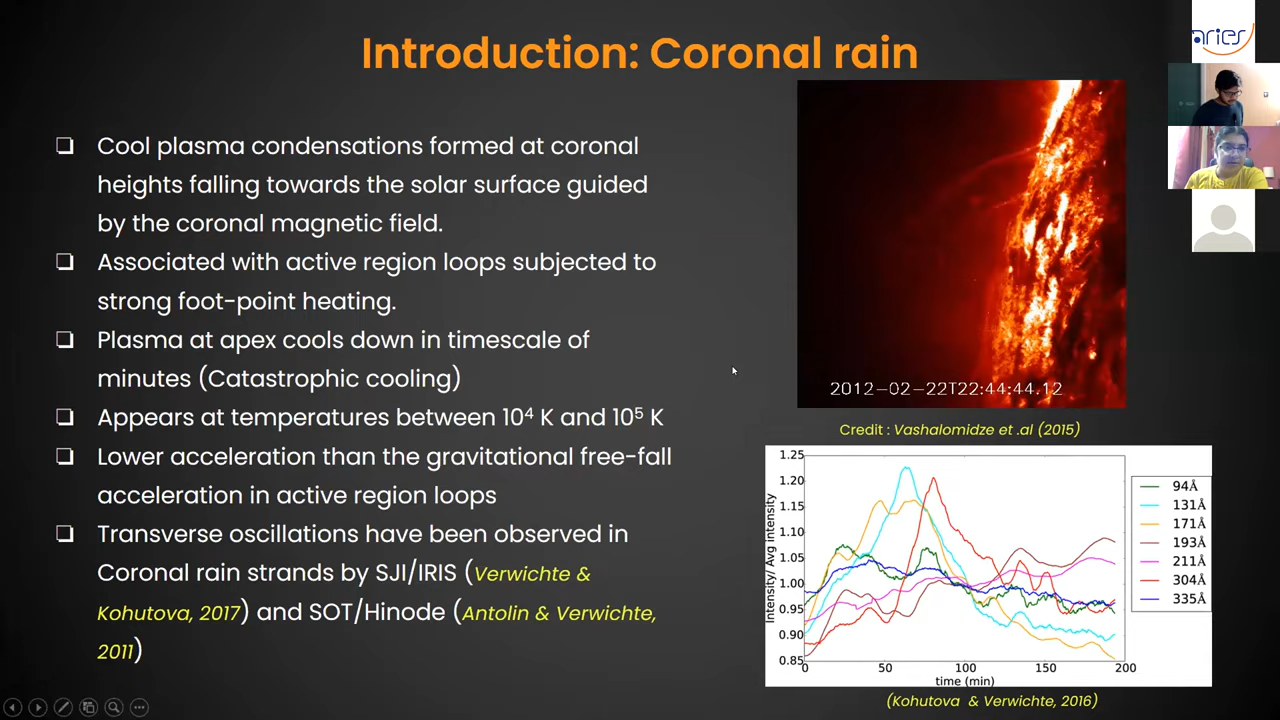 Introduction: Coronal rain
aries
❏ Cool plasma condensations formed at coronal
heights falling towards the solar surface guided
by the coronal magnetic field.
❏ Associated with active region loops subjected to
strong foot-point heating.
❏ Plasma at apex cools down in timescale of
minutes (Catastrophic cooling)
❏ Appears at temperatures between 10⁴ K and 10⁵ K
❏ Lower acceleration than the gravitational free-fall
acceleration in active region loops
❏ Transverse oscillations have been observed in
Coronal rain strands by SJI/IRIS (Verwichte &
Kohutova, 2017) and SOT/Hinode (Antolin & Verwichte,
2011)
2012-02-22T22:44:44.12
Credit : Vashalomidze et .al (2015)
Intensity/ Avg intensity
1.25
1.20
1.15
1.10
1.05
1.00
0.95
0.90
0.85
0 50 100 150 200
time (min)
94Å
131Å
171Å
193Å
211Å
304Å
335Å
(Kohutova & Verwichte, 2016)